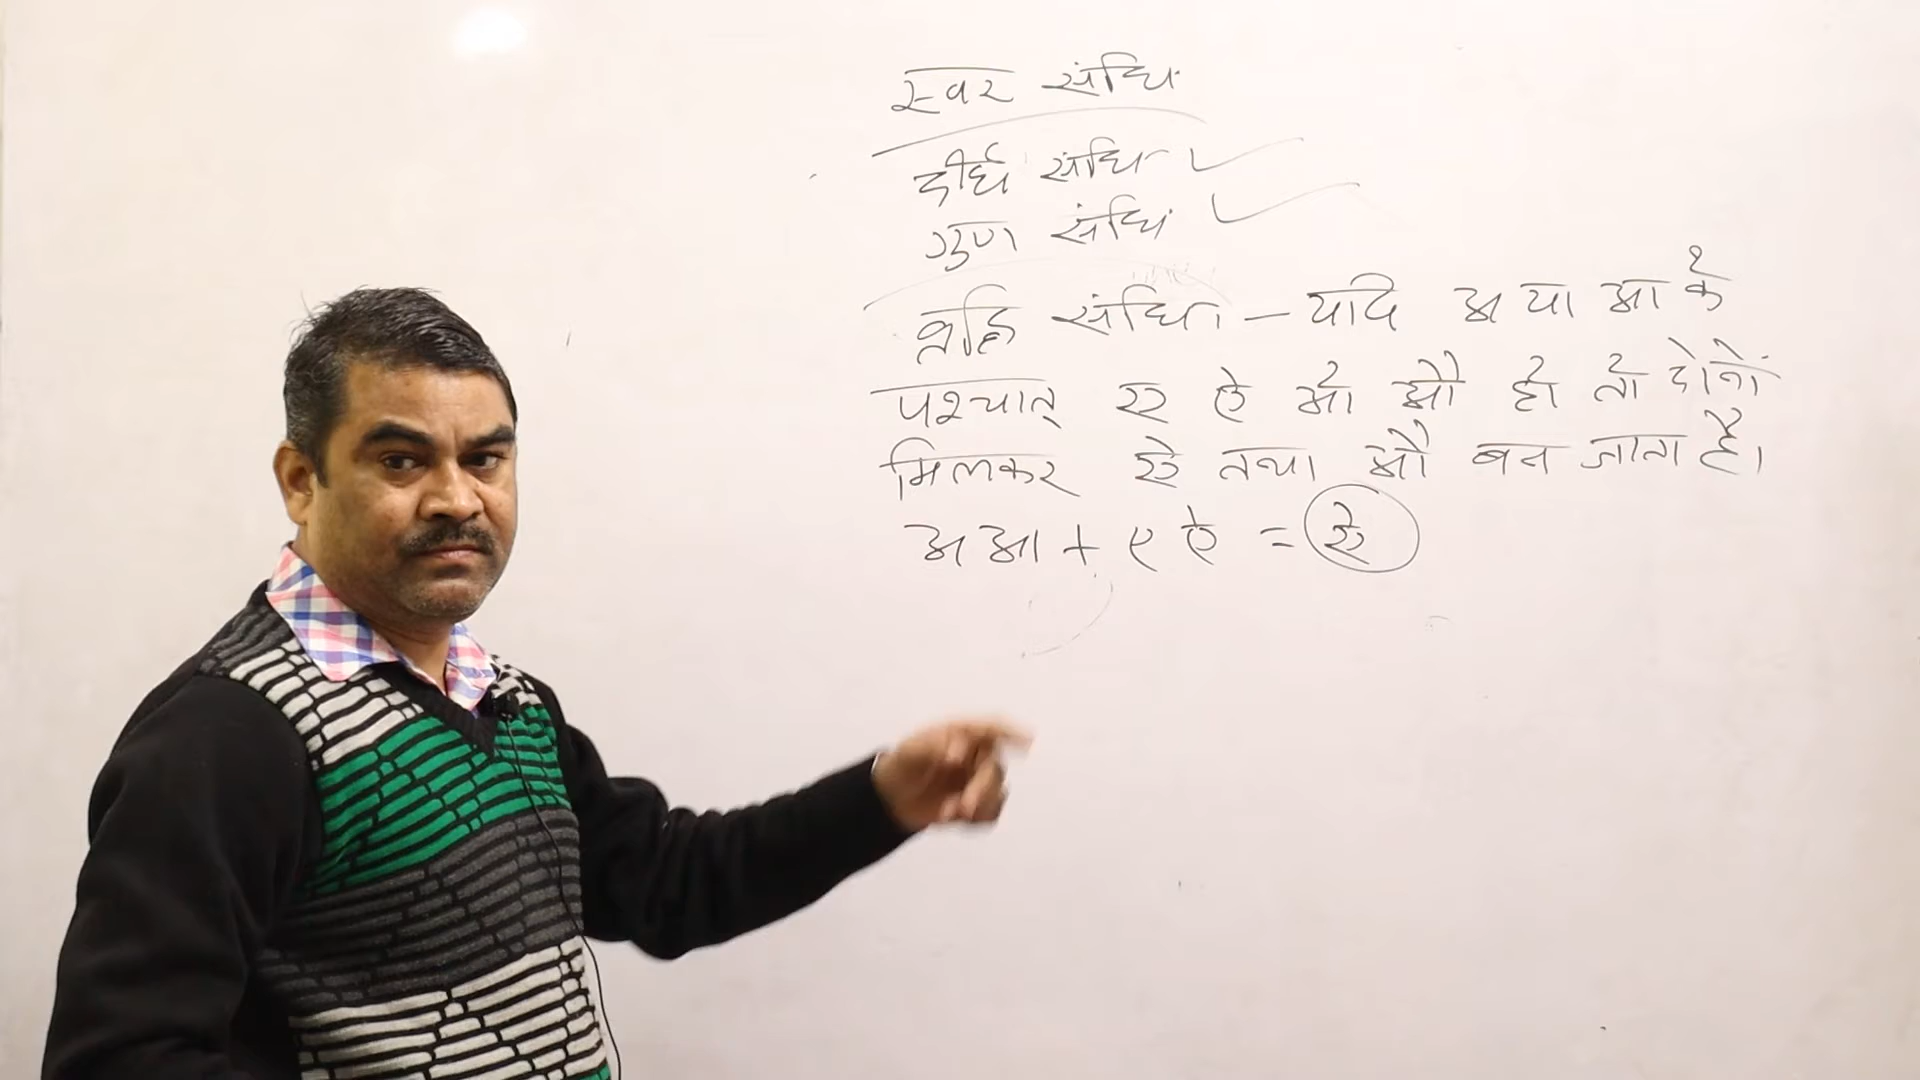 स्वर संधि
दीर्घ संधि
गुण संधि
वृद्धि संधि - यदि अ या आ के
पश्चात् ए ऐ ओ औ हो तो दोनों
मिलकर ऐ तथा औ बन जाता है।
अ आ + ए ऐ = ऐ